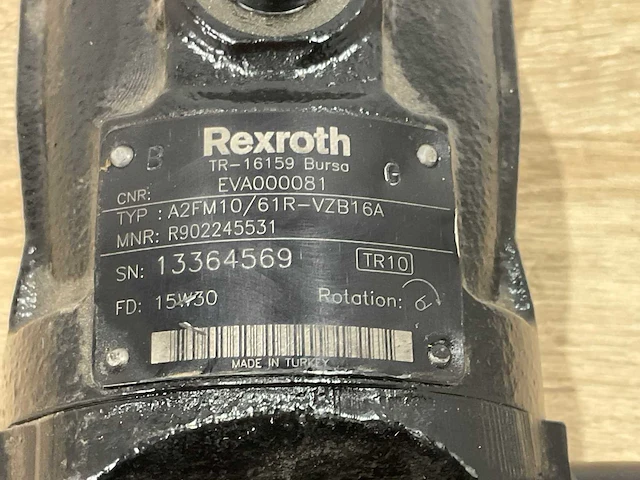 Rexroth
TR-16159 Bursa
B
G
CNR: EVA000081
TYP : A2FM10/61R-VZB16A
MNR: R902245531
SN: 13364569 TR10
FD: 15W30 Rotation:
MADE IN TURKEY